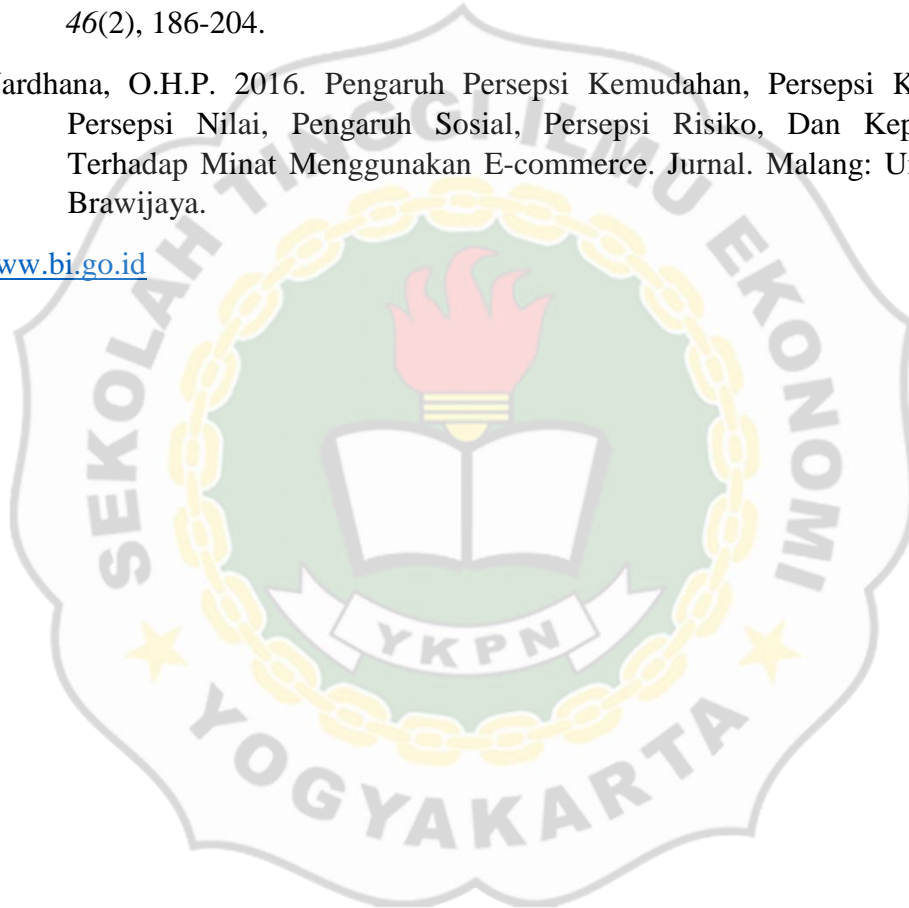 46(2), 186-204.
ardhana, O.H.P. 2016. Pengaruh Persepsi Kemudahan, Persepsi K
Persepsi Nilai, Pengaruh Sosial, Persepsi Risiko, Dan Kep
Terhadap Minat Menggunakan E-commerce. Jurnal. Malang: U
Brawijaya.
ww.bi.go.id
SEKOLAH TINGGI ILMU EKONOMI
YKPN
YOGYAKARTA